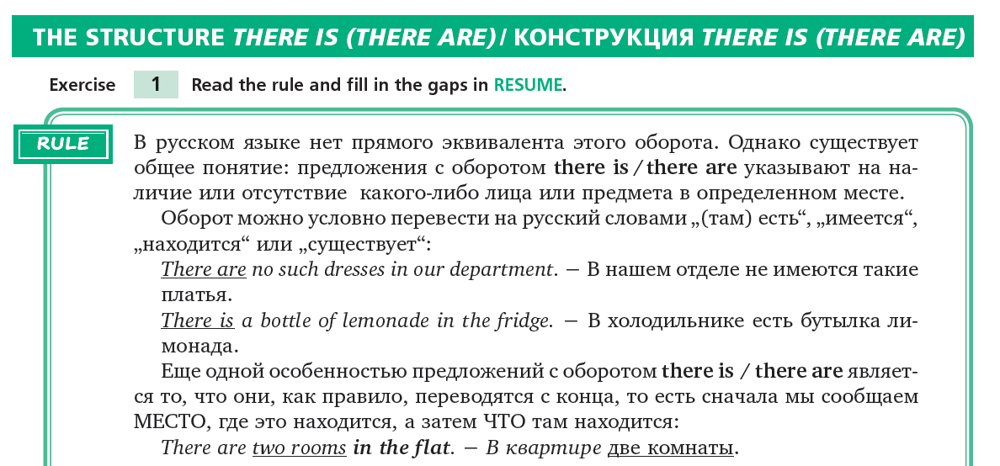 THE STRUCTURE THERE IS (THERE ARE) / КОНСТРУКЦИЯ THERE IS (THERE ARE)
Exercise 1 Read the rule and fill in the gaps in RESUME.
RULE
В русском языке нет прямого эквивалента этого оборота. Однако существует
общее понятие: предложения с оборотом there is / there are указывают на на-
личие или отсутствие какого-либо лица или предмета в определенном месте.
Оборот можно условно перевести на русский словами „(там) есть“, „имеется“,
„находится“ или „существует“:
There are no such dresses in our department. — В нашем отделе не имеются такие
платья.
There is a bottle of lemonade in the fridge. — В холодильнике есть бутылка ли-
монада.
Еще одной особенностью предложений с оборотом there is / there are являет-
ся то, что они, как правило, переводятся с конца, то есть сначала мы сообщаем
МЕСТО, где это находится, а затем ЧТО там находится:
There are two rooms in the flat. — В квартире две комнаты.